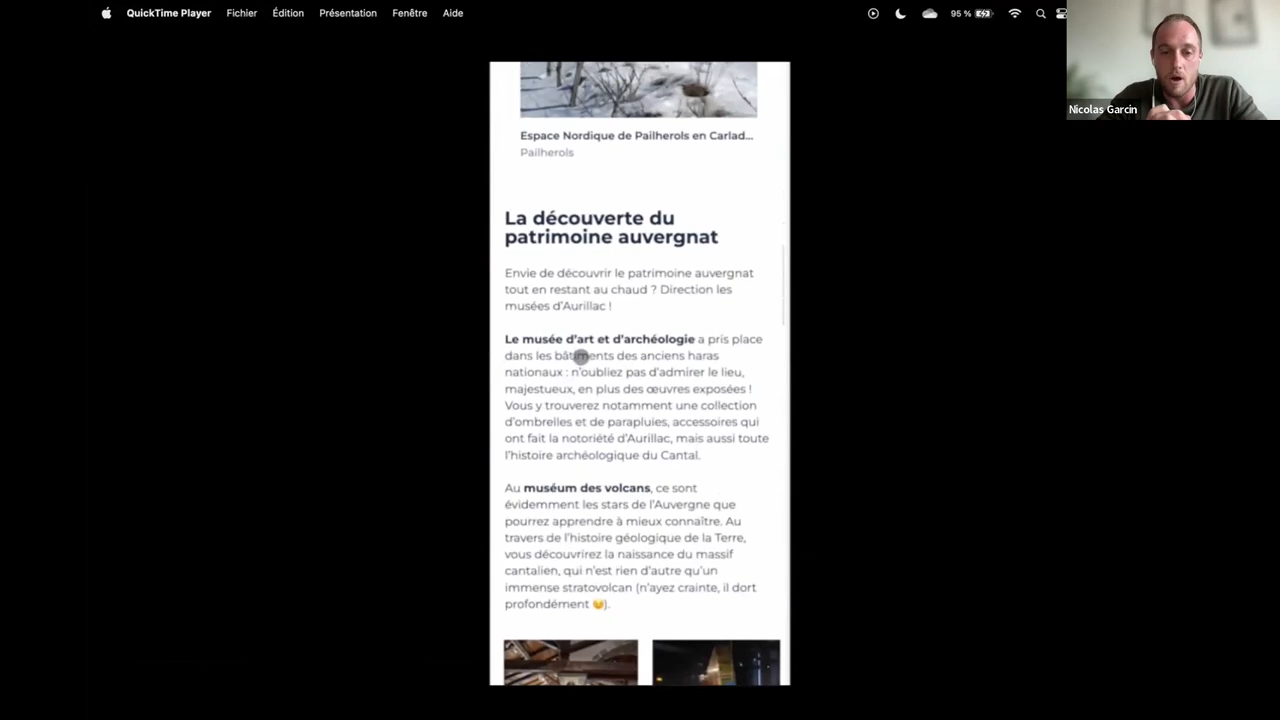 QuickTime Player Fichier Édition Présentation Fenêtre Aide 95 %
Nicolas Garcin
Espace Nordique de Pailherols en Carlad...
Pailherols
La découverte du
patrimoine auvergnat
Envie de découvrir le patrimoine auvergnat
tout en restant au chaud ? Direction les
musées d'Aurillac !
Le musée d'art et d'archéologie a pris place
dans les bâtiments des anciens haras
nationaux : n'oubliez pas d'admirer le lieu,
majestueux, en plus des œuvres exposées !
Vous y trouverez notamment une collection
d'ombrelles et de parapluies, accessoires qui
ont fait la notoriété d'Aurillac, mais aussi toute
l'histoire archéologique du Cantal.
Au muséum des volcans, ce sont
évidemment les stars de l'Auvergne que
pourrez apprendre à mieux connaître. Au
travers de l'histoire géologique de la Terre,
vous découvrirez la naissance du massif
cantalien, qui n'est rien d'autre qu'un
immense stratovolcan (n'ayez crainte, il dort
profondément 😉).